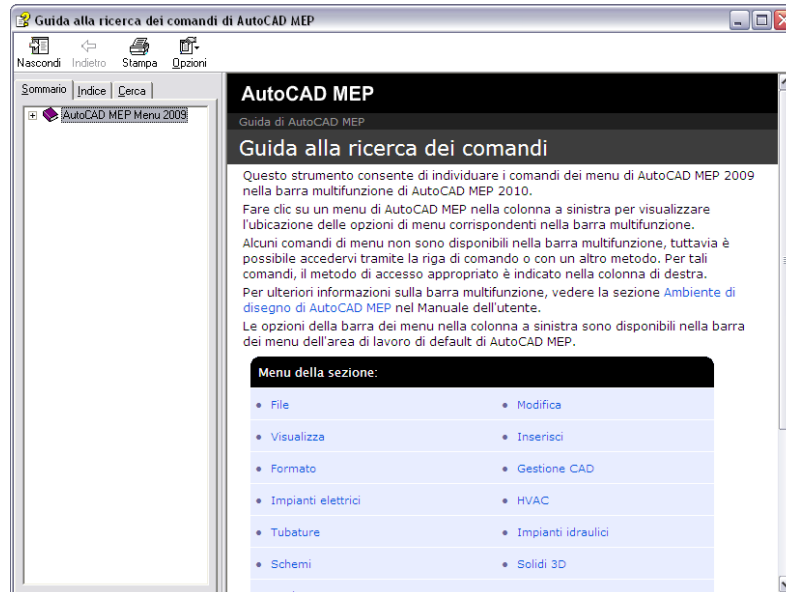 Guida alla ricerca dei comandi di AutoCAD MEP
Nascondi Indietro Stampa Opzioni
Sommario Indice Cerca
AutoCAD MEP Menu 2009
AutoCAD MEP
Guida di AutoCAD MEP
Guida alla ricerca dei comandi
Questo strumento consente di individuare i comandi dei menu di AutoCAD MEP 2009
nella barra multifunzione di AutoCAD MEP 2010.
Fare clic su un menu di AutoCAD MEP nella colonna a sinistra per visualizzare
l'ubicazione delle opzioni di menu corrispondenti nella barra multifunzione.
Alcuni comandi di menu non sono disponibili nella barra multifunzione, tuttavia è
possibile accedervi tramite la riga di comando o con un altro metodo. Per tali
comandi, il metodo di accesso appropriato è indicato nella colonna di destra.
Per ulteriori informazioni sulla barra multifunzione, vedere la sezione Ambiente di
disegno di AutoCAD MEP nel Manuale dell'utente.
Le opzioni della barra dei menu nella colonna a sinistra sono disponibili nella barra
dei menu dell'area di lavoro di default di AutoCAD MEP.
Menu della sezione:
• File • Modifica
• Visualizza • Inserisci
• Formato • Gestione CAD
• Impianti elettrici • HVAC
• Tubature • Impianti idraulici
• Schemi • Solidi 3D